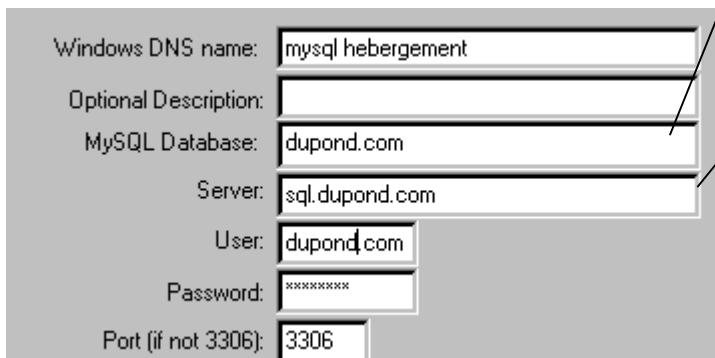 Windows DNS name: mysql hebergement
Optional Description:
MySQL Database: dupond.com
Server: sql.dupond.com
User: dupond.com
Password: ********
Port (if not 3306): 3306